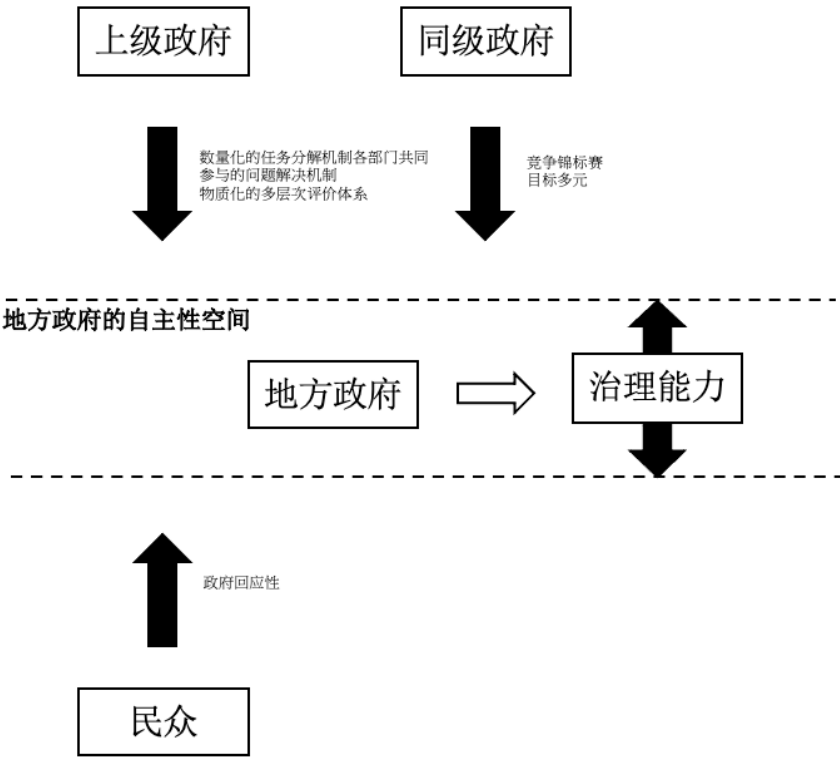 上级政府
同级政府
数量化的任务分解机制各部门共同
参与的问题解决机制
物质化的多层次评价体系
竞争锦标赛
目标多元
地方政府的自主性空间
地方政府
治理能力
政府回应性
民众